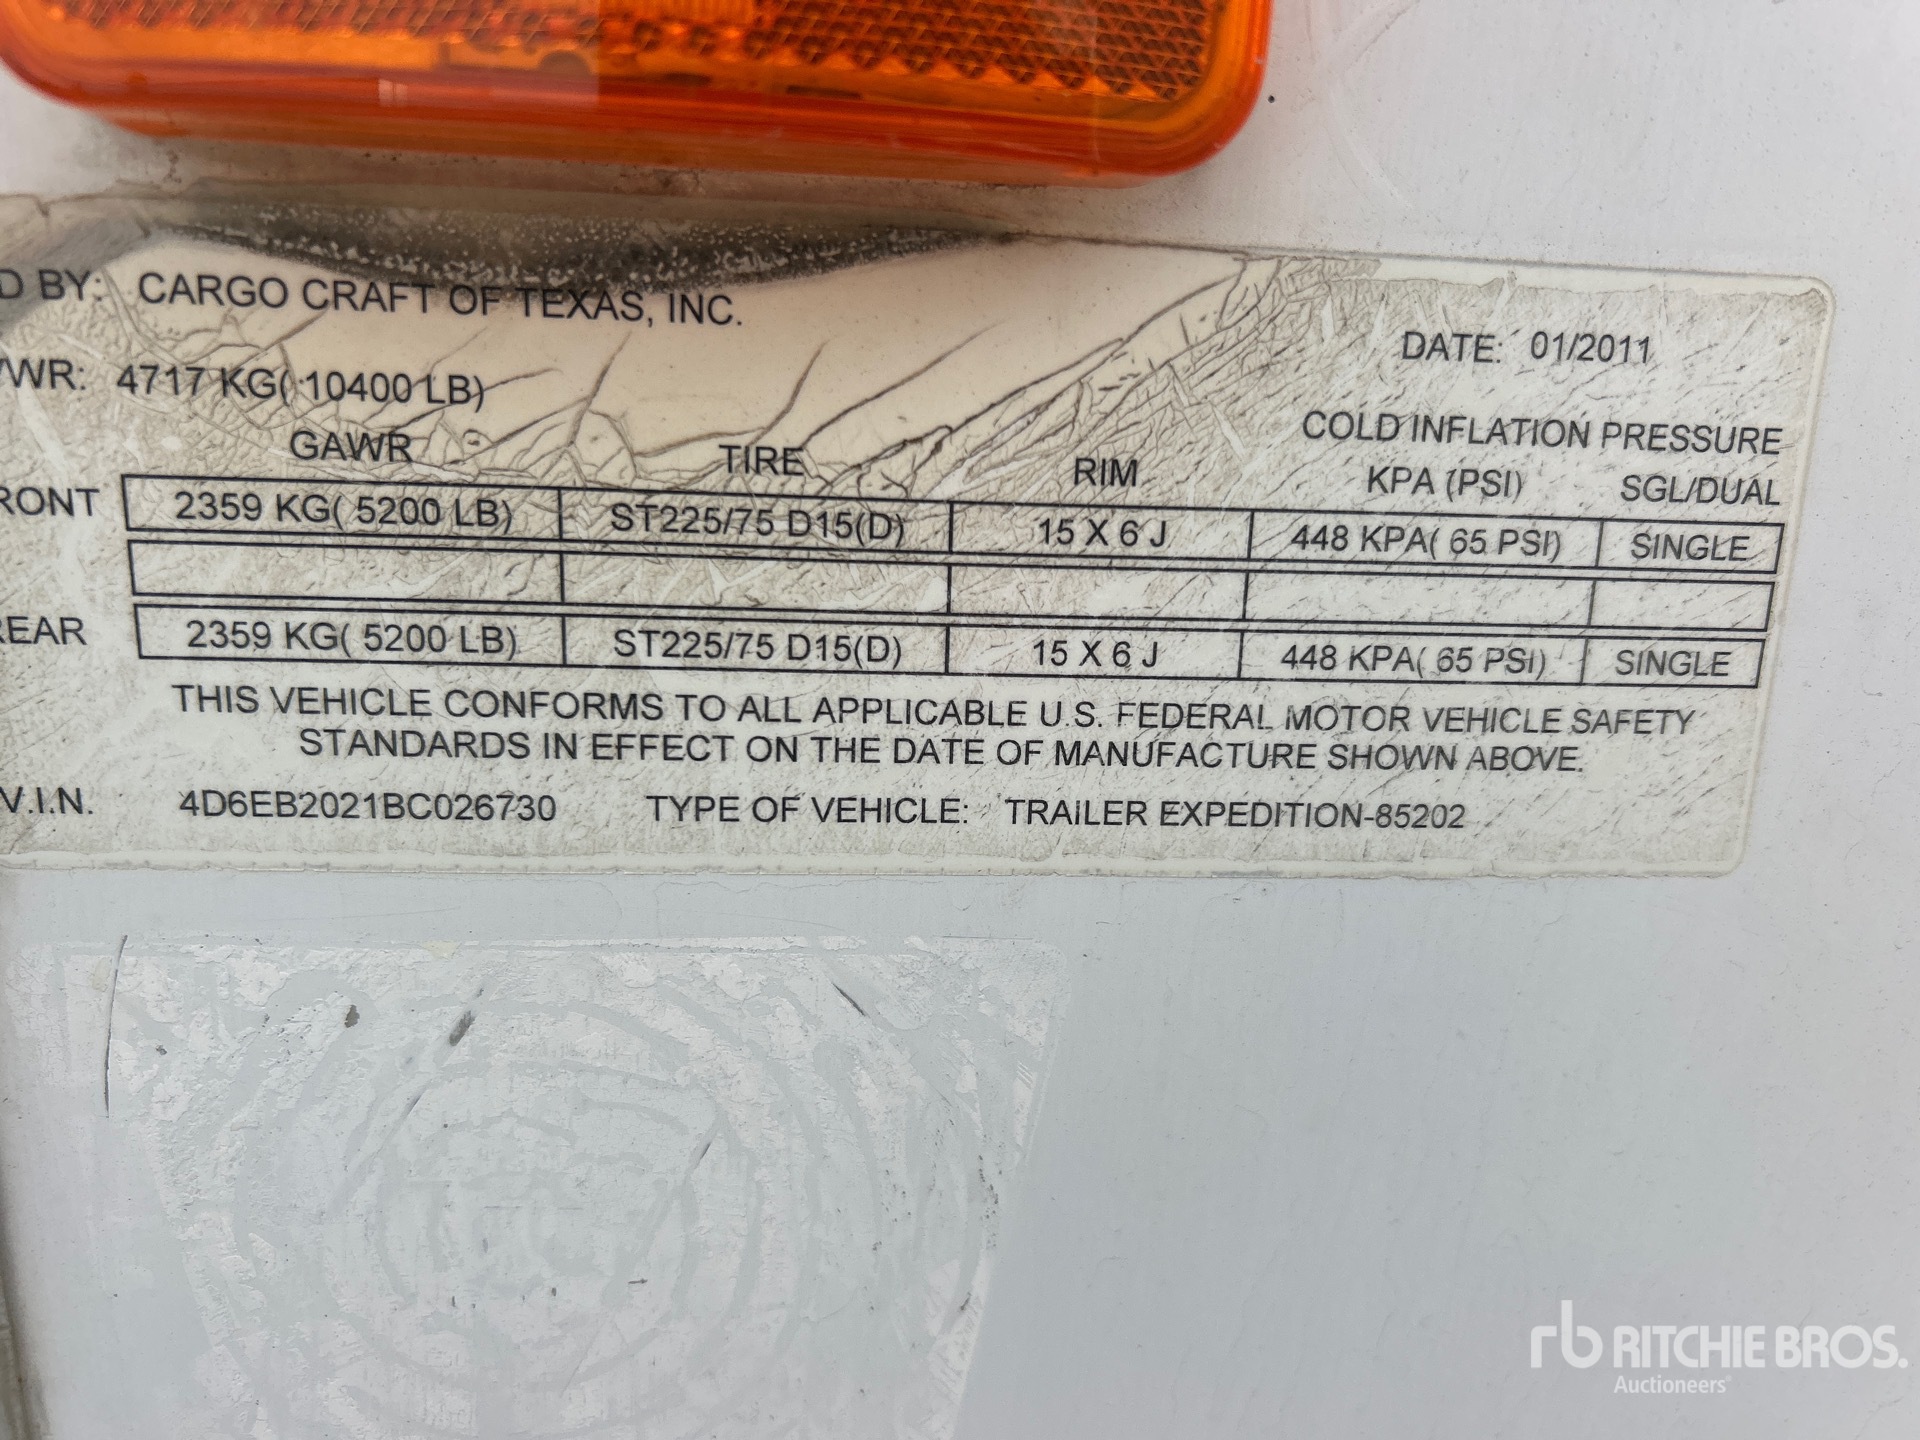 D BY: CARGO CRAFT OF TEXAS, INC.
DATE: 01/2011
WR: 4717 KG( 10400 LB)
GAWR TIRE RIM COLD INFLATION PRESSURE
KPA (PSI) SGL/DUAL
RONT 2359 KG( 5200 LB) ST225/75 D15(D) 15 X 6 J 448 KPA( 65 PSI) SINGLE
REAR 2359 KG( 5200 LB) ST225/75 D15(D) 15 X 6 J 448 KPA( 65 PSI) SINGLE
THIS VEHICLE CONFORMS TO ALL APPLICABLE U.S. FEDERAL MOTOR VEHICLE SAFETY
STANDARDS IN EFFECT ON THE DATE OF MANUFACTURE SHOWN ABOVE.
V.I.N. 4D6EB2021BC026730 TYPE OF VEHICLE: TRAILER EXPEDITION-85202
rb RITCHIE BROS.
Auctioneers